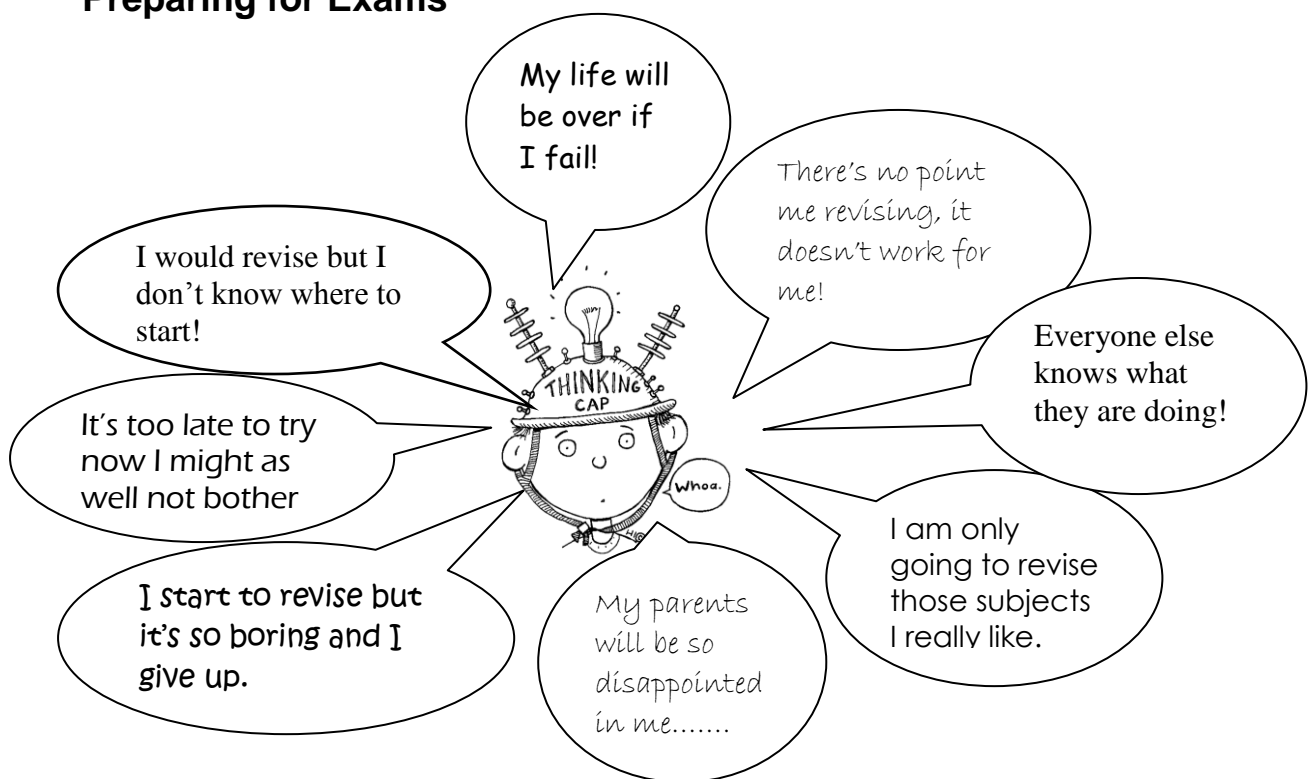 Preparing for Exams
My life will
be over if
I fail!
There's no point
me revising, it
doesn't work for
me!
I would revise but I
don't know where to
start!
Everyone else
knows what
they are doing!
THINKING
CAP
It's too late to try
now I might as
well not bother
Whoa.
I am only
going to revise
those subjects
I really like.
I start to revise but
it's so boring and I
give up.
My parents
will be so
disappointed
in me.......